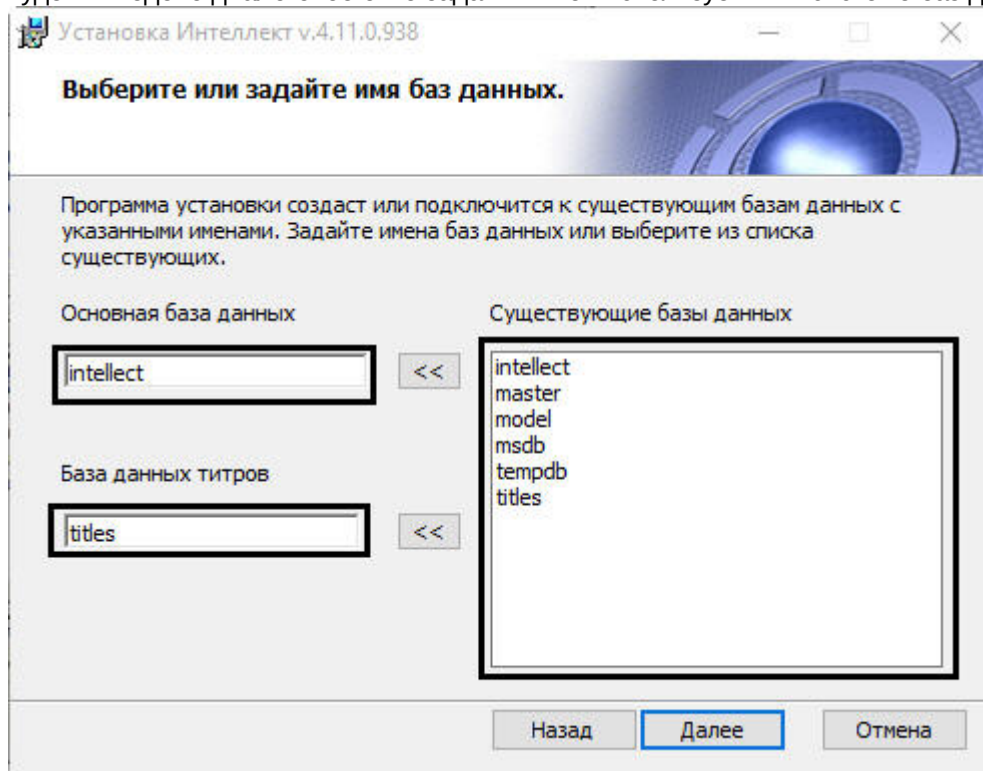 Установка Интеллект v.4.11.0.938
Выберите или задайте имя баз данных.
Программа установки создаст или подключится к существующим базам данных с
указанными именами. Задайте имена баз данных или выберите из списка
существующих.
Основная база данных
Существующие базы данных
intellect
<<
intellect
master
model
msdb
tempdb
titles
База данных титров
titles
<<
Назад
Далее
Отмена